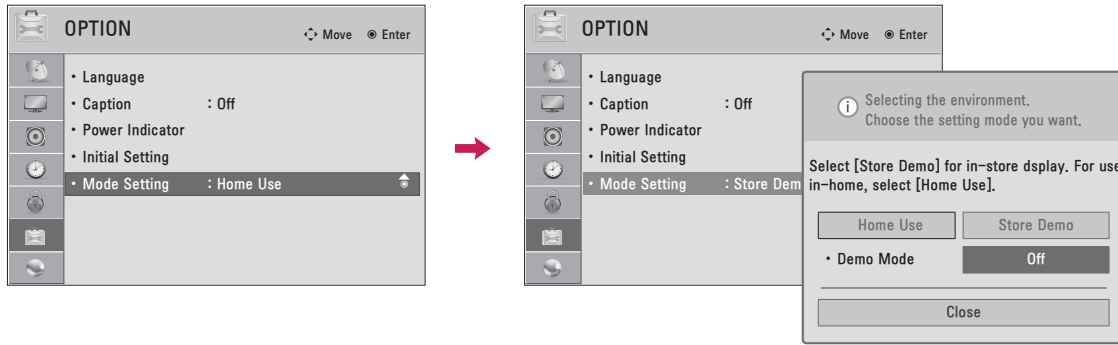 OPTION
Move Enter
• Language
• Caption : Off
• Power Indicator
• Initial Setting
• Mode Setting : Home Use
OPTION
Move Enter
• Language
• Caption : Off
• Power Indicator
• Initial Setting
• Mode Setting : Store Dem
i Selecting the environment.
Choose the setting mode you want.
Select [Store Demo] for in-store dsplay. For use
in-home, select [Home Use].
Home Use Store Demo
• Demo Mode Off
Close